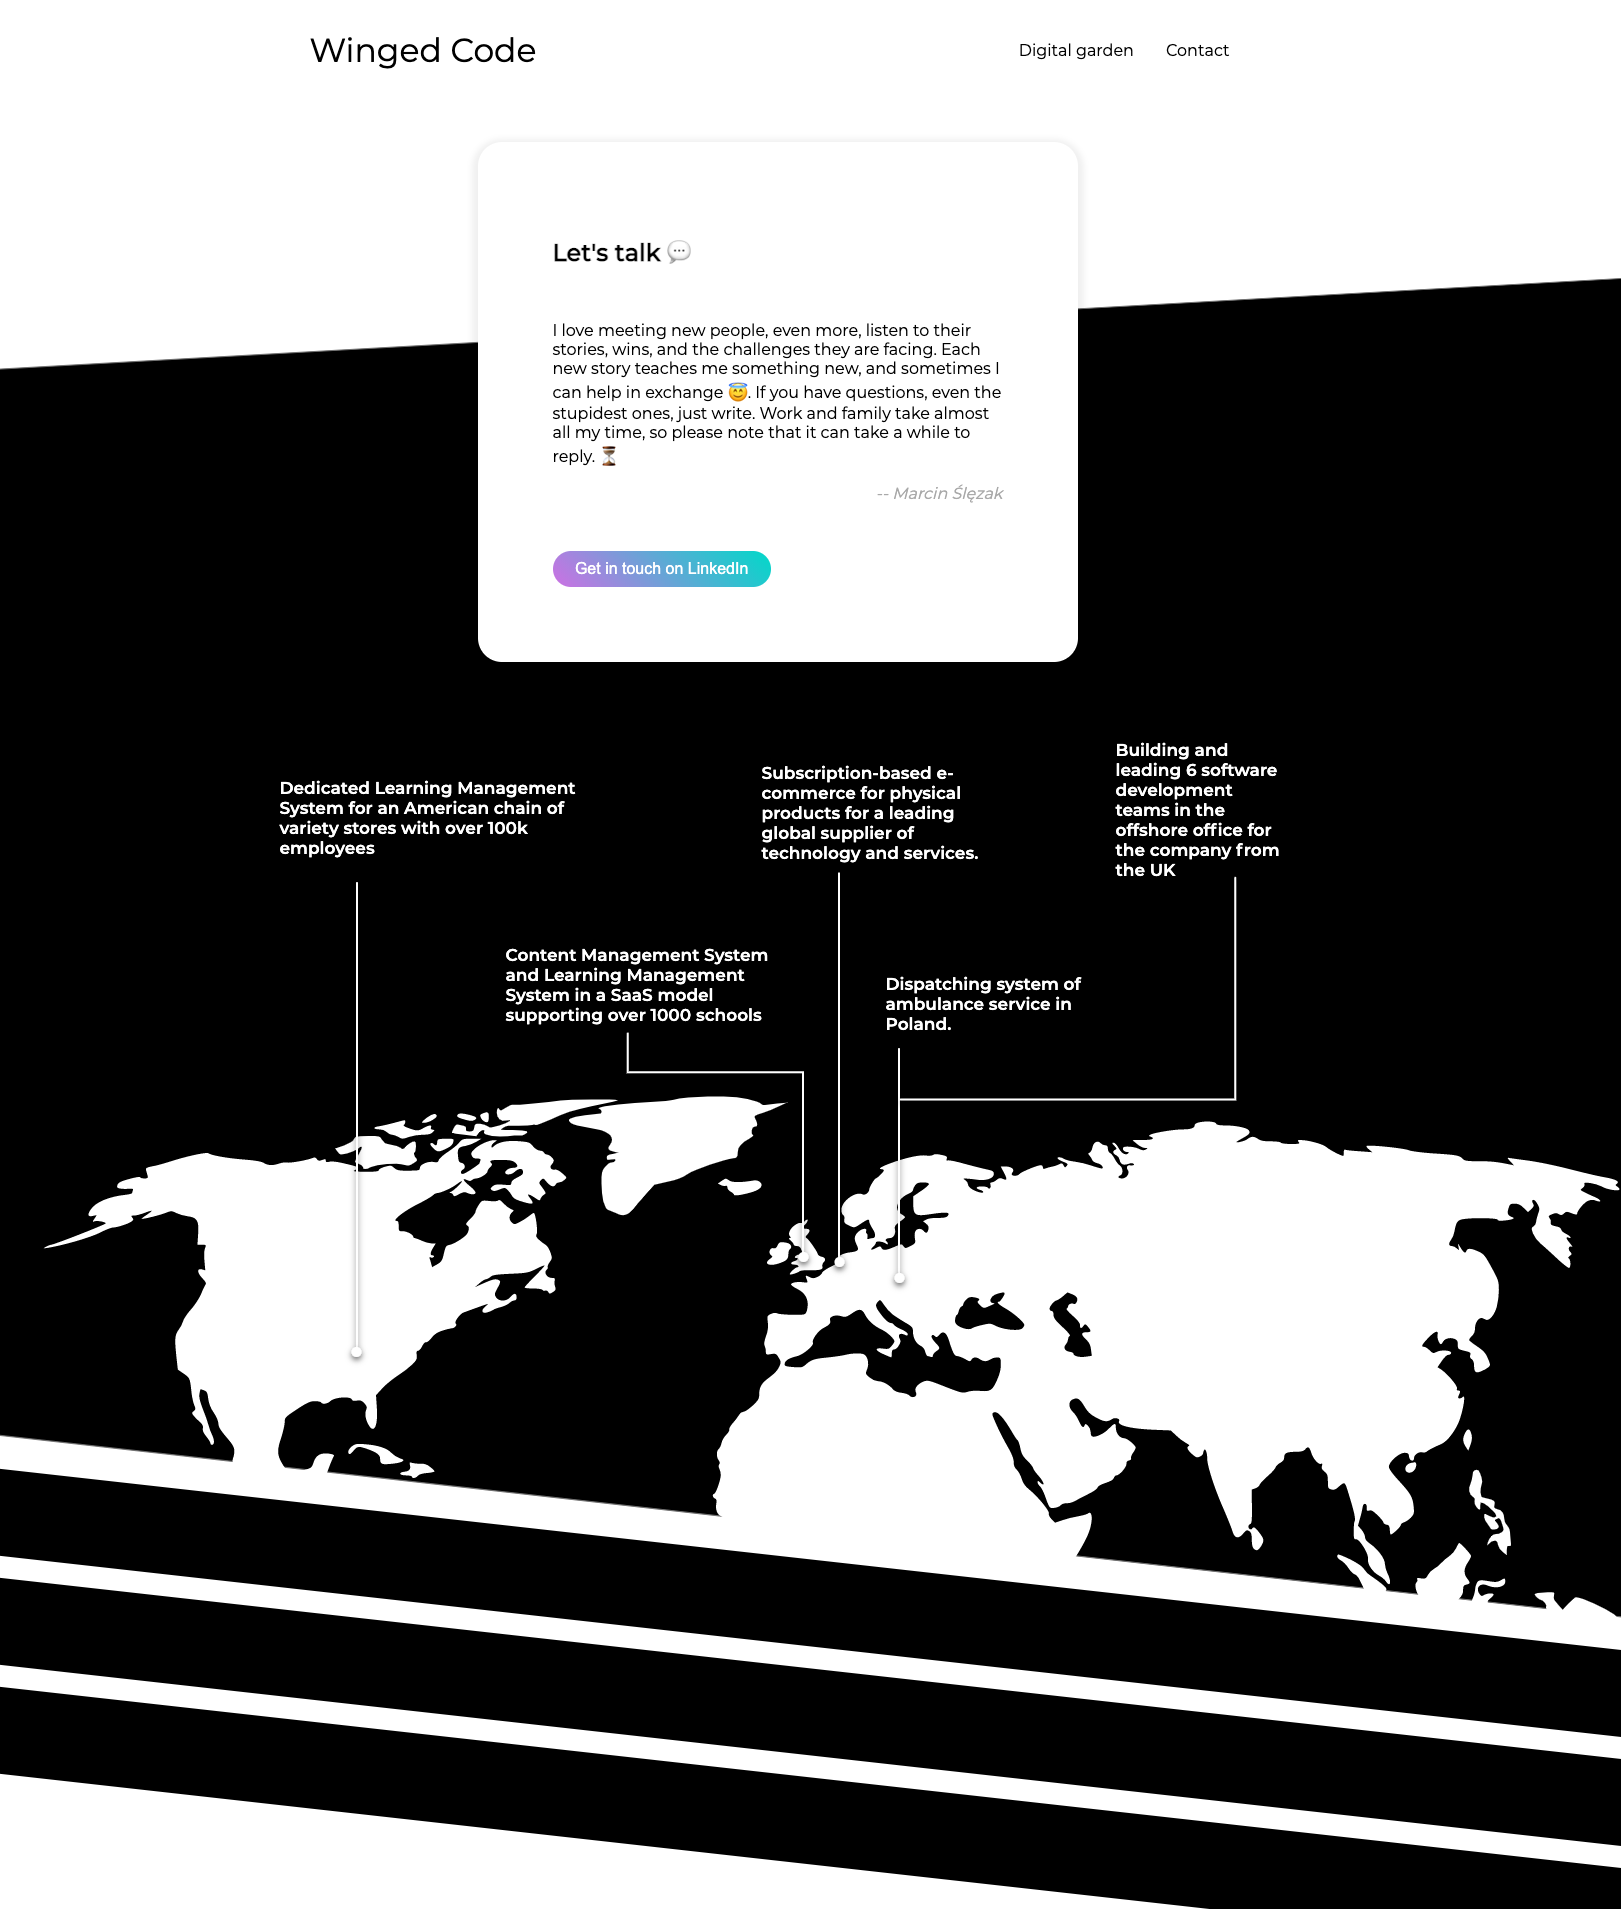 Winged Code
Digital garden
Contact
Let's talk 💬
I love meeting new people, even more, listen to their
stories, wins, and the challenges they are facing. Each
new story teaches me something new, and sometimes I
can help in exchange 😇. If you have questions, even the
stupidest ones, just write. Work and family take almost
all my time, so please note that it can take a while to
reply. ⏳
-- Marcin Ślęzak
Get in touch on LinkedIn
Dedicated Learning Management
System for an American chain of
variety stores with over 100k
employees
Subscription-based e-
commerce for physical
products for a leading
global supplier of
technology and services.
Building and
leading 6 software
development
teams in the
offshore office for
the company from
the UK
Content Management System
and Learning Management
System in a SaaS model
supporting over 1000 schools
Dispatching system of
ambulance service in
Poland.